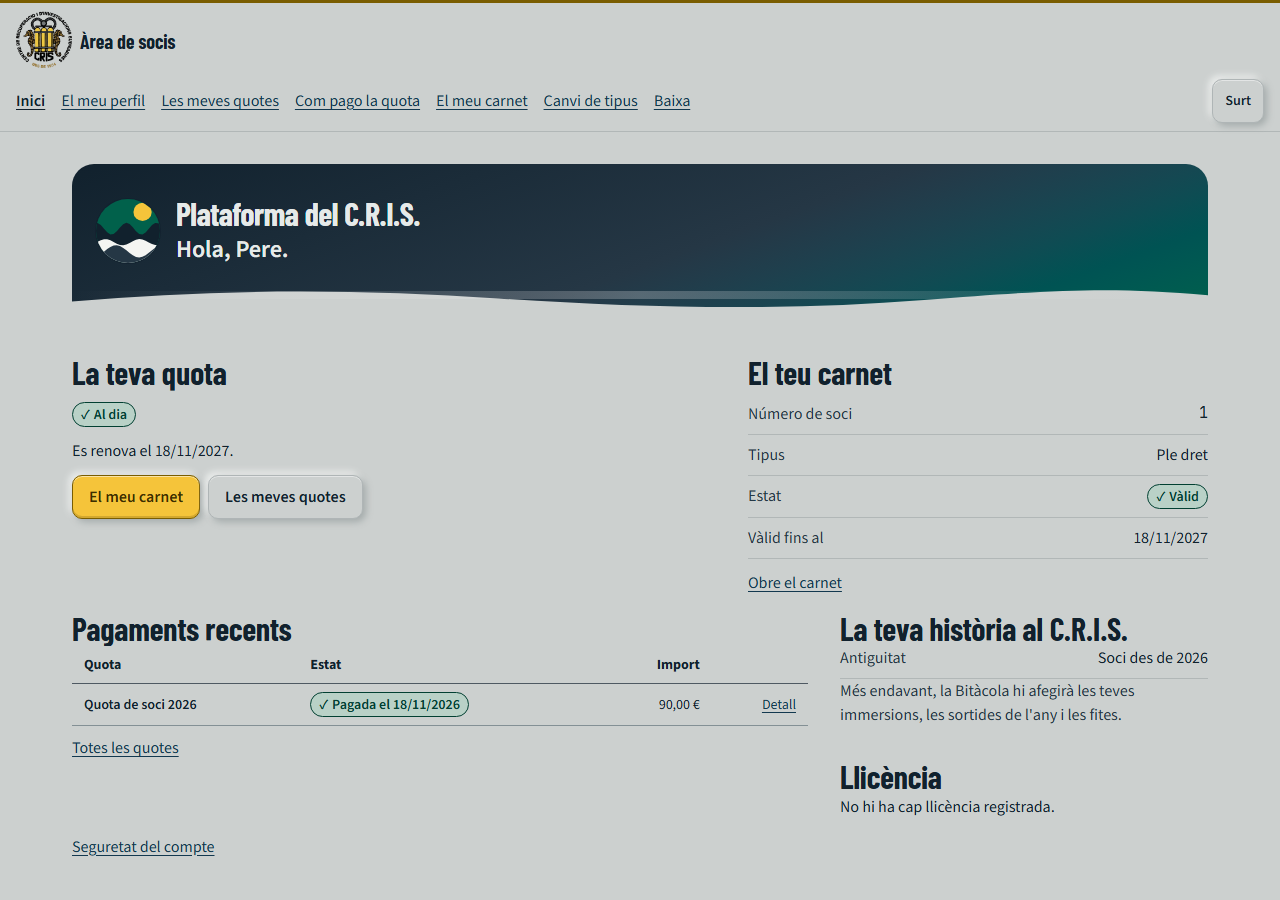 CRIS
Àrea de socis
Inici El meu perfil Les meves quotes Com pago la quota El meu carnet Canvi de tipus Baixa Surt
Plataforma del C.R.I.S.
Hola, Pere.
La teva quota
✓ Al dia
Es renova el 18/11/2027.
El meu carnet Les meves quotes
El teu carnet
Número de soci 1
Tipus Ple dret
Estat ✓ Vàlid
Vàlid fins al 18/11/2027
Obre el carnet
Pagaments recents
Quota Estat Import
Quota de soci 2026 ✓ Pagada el 18/11/2026 90,00 € Detall
Totes les quotes
La teva història al C.R.I.S.
Antiguitat Soci des de 2026
Més endavant, la Bitàcola hi afegirà les teves
immersions, les sortides de l'any i les fites.
Llicència
No hi ha cap llicència registrada.
Seguretat del compte